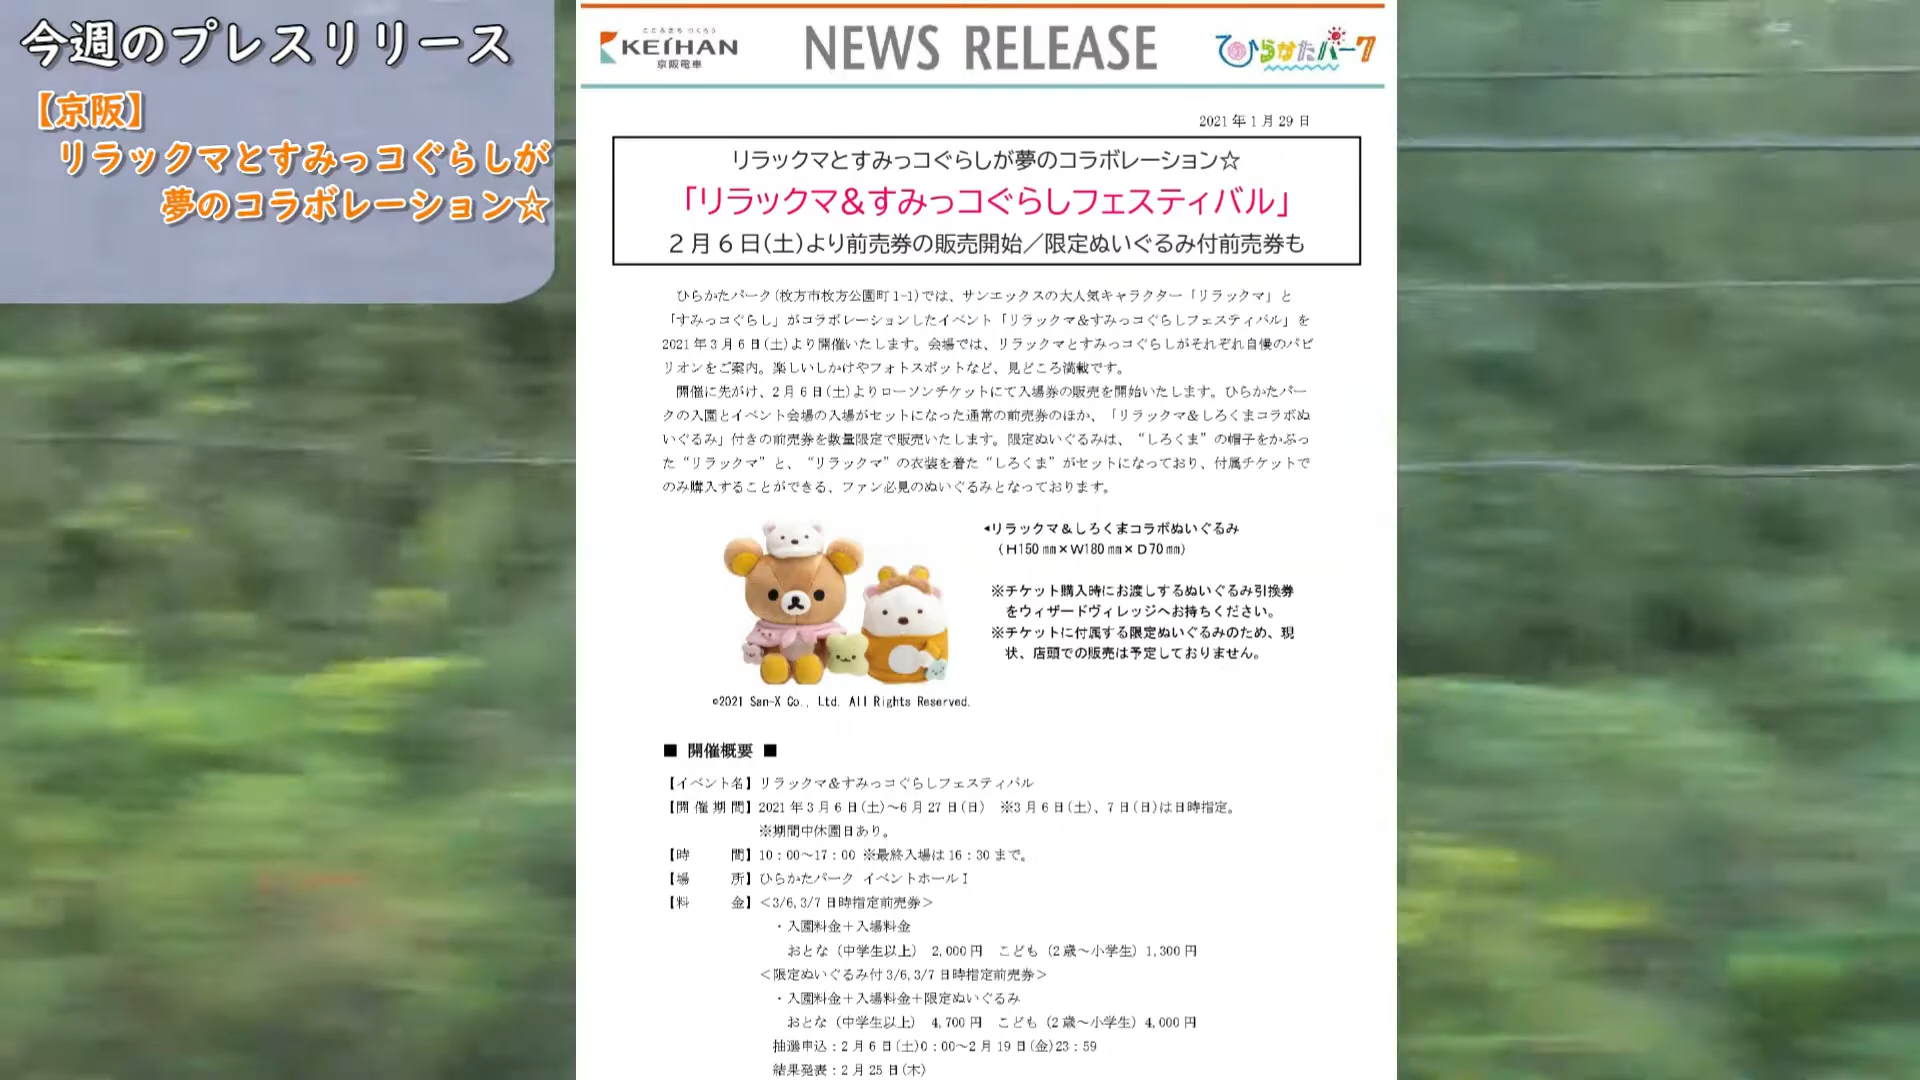 今週のプレスリリース
【京阪】
リラックマとすみっコぐらしが
夢のコラボレーション☆
こころまち つくろう
KEIHAN
京阪電車
NEWS RELEASE
ひらかたパーク
2021年1月29日
リラックマとすみっコぐらしが夢のコラボレーション☆
「リラックマ&すみっコぐらしフェスティバル」
2月6日(土)より前売券の販売開始/限定ぬいぐるみ付前売券も
ひらかたパーク(枚方市枚方公園町1-1)では、サンエックスの大人気キャラクター「リラックマ」と
「すみっコぐらし」がコラボレーションしたイベント「リラックマ&すみっコぐらしフェスティバル」を
2021年3月6日(土)より開催いたします。会場では、リラックマとすみっコぐらしがそれぞれ自慢のパビ
リオンをご案内。楽しいしかけやフォトスポットなど、見どころ満載です。
開催に先がけ、2月6日(土)よりローソンチケットにて入場券の販売を開始いたします。ひらかたパー
クの入園とイベント会場の入場がセットになった通常の前売券のほか、「リラックマ&しろくまコラボぬ
いぐるみ」付きの前売券を数量限定で販売いたします。限定ぬいぐるみは、“しろくま”の帽子をかぶっ
た“リラックマ”と、“リラックマ”の衣装を着た“しろくま”がセットになっており、付属チケットで
のみ購入することができる、ファン必見のぬいぐるみとなっております。
◂リラックマ&しろくまコラボぬいぐるみ
(H150㎜×W180㎜×D70㎜)
※チケット購入時にお渡しするぬいぐるみ引換券
をウィザードヴィレッジへお持ちください。
※チケットに付属する限定ぬいぐるみのため、現
状、店頭での販売は予定しておりません。
©2021 San-X Co., Ltd. All Rights Reserved.
■ 開催概要 ■
【イベント名】リラックマ&すみっコぐらしフェスティバル
【開催期間】2021年3月6日(土)~6月27日(日) ※3月6日(土)、7日(日)は日時指定。
※期間中休園日あり。
【時 間】10:00~17:00 ※最終入場は16:30まで。
【場 所】ひらかたパーク イベントホールⅠ
【料 金】<3/6,3/7日時指定前売券>
・入園料金+入場料金
おとな(中学生以上) 2,000円 こども(2歳~小学生)1,300円
<限定ぬいぐるみ付3/6,3/7日時指定前売券>
・入園料金+入場料金+限定ぬいぐるみ
おとな(中学生以上) 4,700円 こども(2歳~小学生)4,000円
抽選申込:2月6日(土)0:00~2月19日(金)23:59
結果発表:2月25日(木)